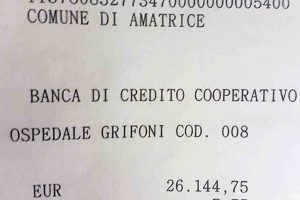 COMUNE DI AMATRICE
BANCA DI CREDITO COOPERATIVO
OSPEDALE GRIFONI COD. 008
EUR 26.144,75